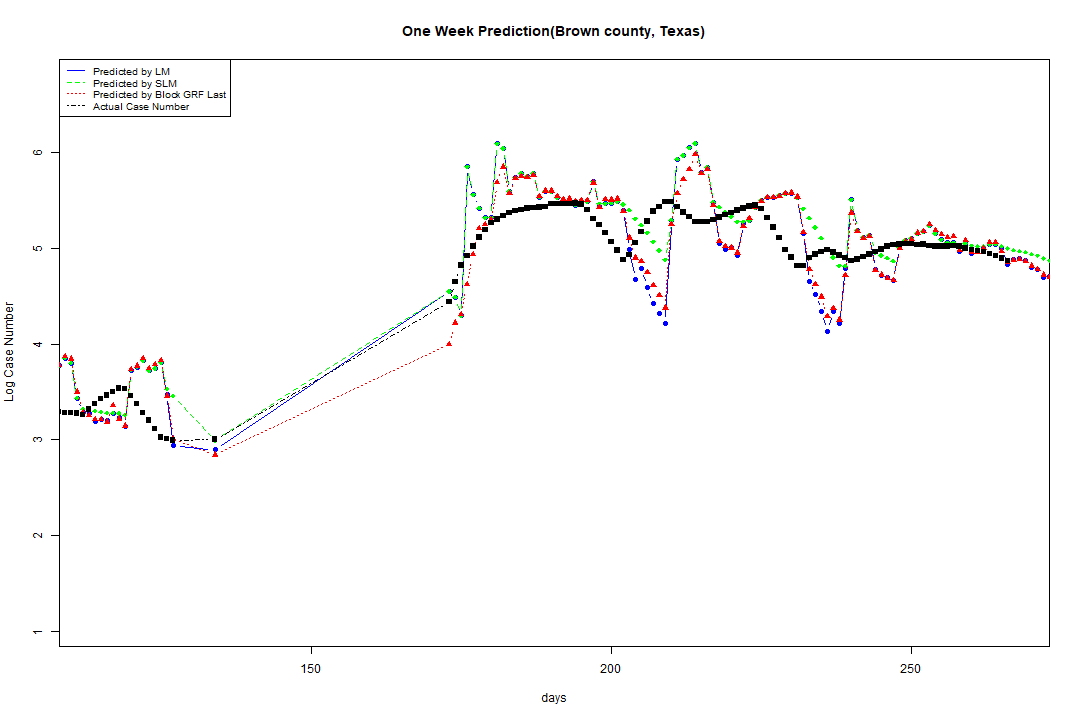 One Week Prediction(Brown county, Texas)
Predicted by LM
Predicted by SLM
Predicted by Block GRF Last
Actual Case Number
6
5
4
3
2
1
Log Case Number
150 200 250
days